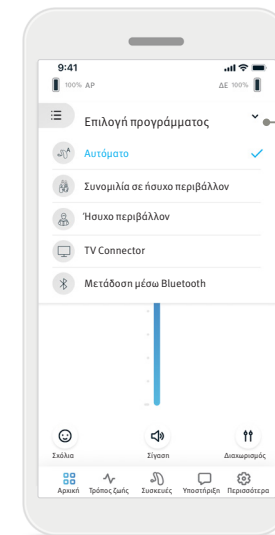 9:41
100% ΑΡ ΔΕ 100%
Επιλογή προγράμματος
Αυτόματο
Συνομιλία σε ήσυχο περιβάλλον
Ήσυχο περιβάλλον
TV Connector
Μετάδοση μέσω Bluetooth
Σχόλια Σίγαση Διαχωρισμός
Αρχική Τρόπος ζωής Συσκευές Υποστήριξη Περισσότερα